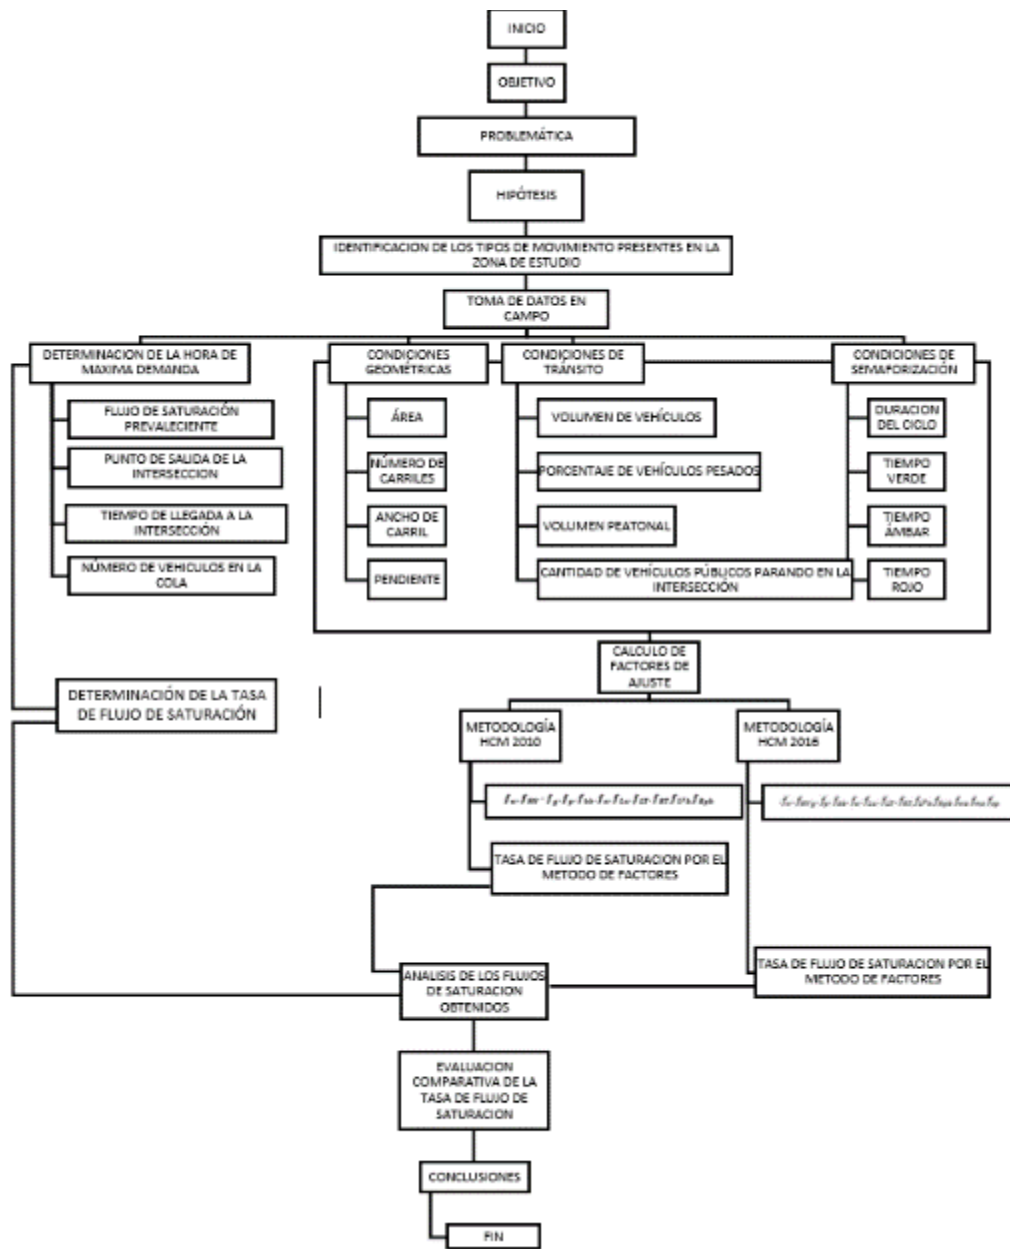 INICIO
OBJETIVO
PROBLEMÁTICA
HIPÓTESIS
IDENTIFICACION DE LOS TIPOS DE MOVIMIENTO PRESENTES EN LA
ZONA DE ESTUDIO
TOMA DE DATOS EN
CAMPO
DETERMINACION DE LA HORA DE
MAXIMA DEMANDA
FLUJO DE SATURACIÓN
PREVALECIENTE
PUNTO DE SALIDA DE LA
INTERSECCION
TIEMPO DE LLEGADA A LA
INTERSECCIÓN
NÚMERO DE VEHICULOS EN LA
COLA
CONDICIONES
GEOMÉTRICAS
ÁREA
NÚMERO DE
CARRILES
ANCHO DE
CARRIL
PENDIENTE
CONDICIONES DE
TRÁNSITO
VOLUMEN DE VEHÍCULOS
PORCENTAJE DE VEHÍCULOS PESADOS
VOLUMEN PEATONAL
CANTIDAD DE VEHÍCULOS PÚBLICOS PARANDO EN LA
INTERSECCIÓN
CONDICIONES DE
SEMAFORIZACIÓN
DURACION
DEL CICLO
TIEMPO
VERDE
TIEMPO
ÁMBAR
TIEMPO
ROJO
CALCULO DE
FACTORES DE
AJUSTE
DETERMINACIÓN DE LA TASA
DE FLUJO DE SATURACIÓN
METODOLOGÍA
HCM 2010
TASA DE FLUJO DE SATURACION POR EL
METODO DE FACTORES
METODOLOGÍA
HCM 2016
TASA DE FLUJO DE SATURACION POR EL
METODO DE FACTORES
ANALISIS DE LOS FLUJOS
DE SATURACION
OBTENIDOS
EVALUACION
COMPARATIVA DE LA
TASA DE FLUJO DE
SATURACION
CONCLUSIONES
FIN